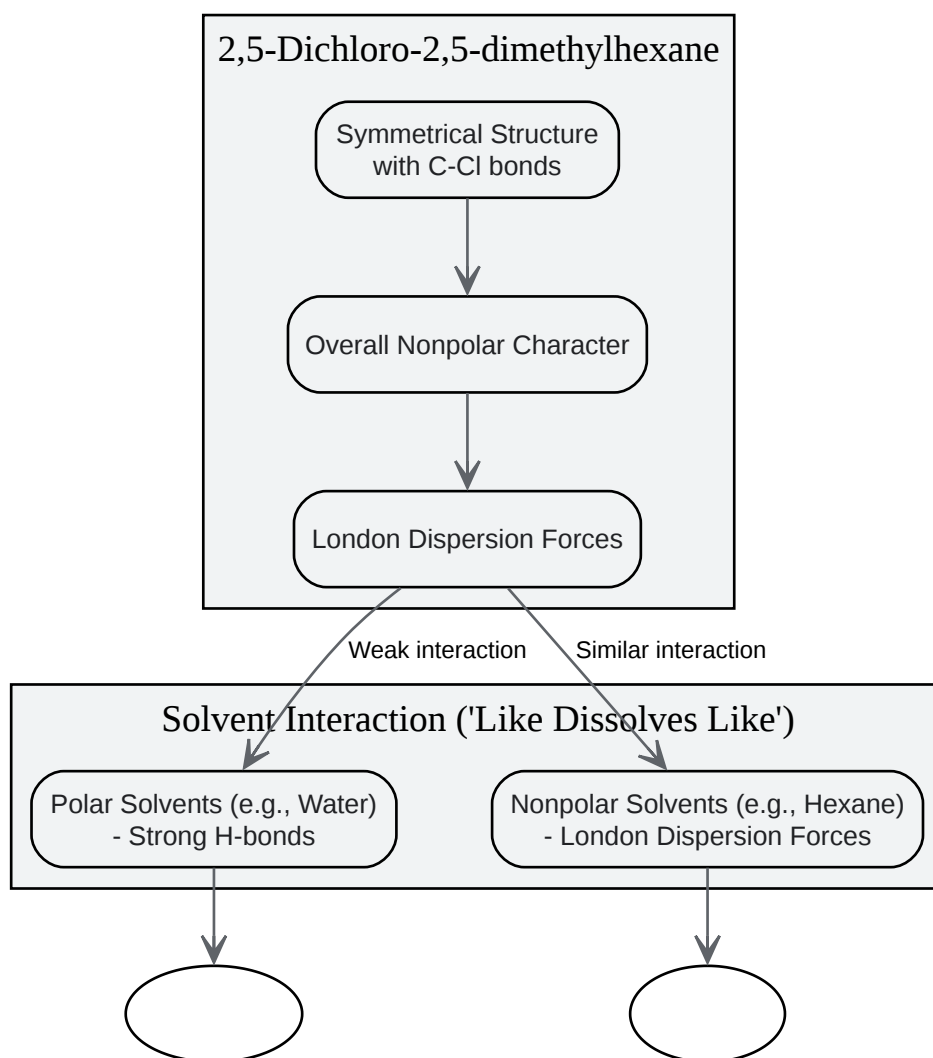 2,5-Dichloro-2,5-dimethylhexane
Symmetrical Structure
with C-Cl bonds
Overall Nonpolar Character
London Dispersion Forces
Weak interaction
Similar interaction
Solvent Interaction ('Like Dissolves Like')
Polar Solvents (e.g., Water)
- Strong H-bonds
Nonpolar Solvents (e.g., Hexane)
- London Dispersion Forces